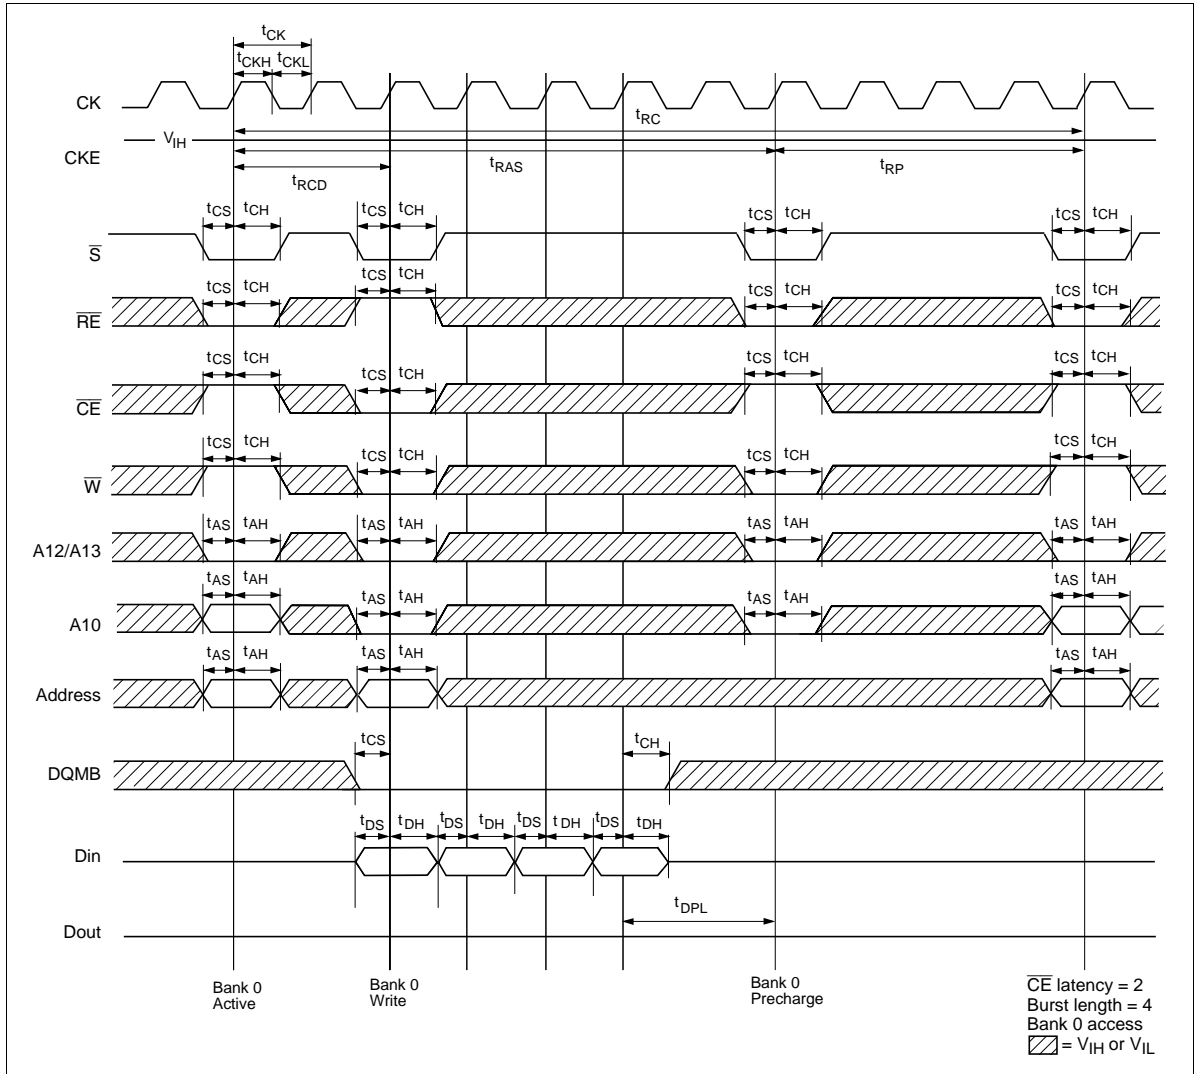 tCK
tCKH tCKL
CK
tRC
VIH
CKE
tRAS
tRP
tRCD
tCS tCH tCS tCH tCS tCH tCS tCH
S
tCS tCH tCS tCH tCS tCH tCS tCH
RE
tCS tCH tCS tCH tCS tCH tCS tCH
CE
tCS tCH tCS tCH tCS tCH tCS tCH
W
tAS tAH tAS tAH tAS tAH tAS tAH
A12/A13
tAS tAH tAS tAH tAS tAH tAS tAH
A10
tAS tAH tAS tAH tAS tAH
Address
tCS tCH
DQMB
tDS tDH tDS tDH tDS tDH tDS tDH
Din
tDPL
Dout
Bank 0
Active
Bank 0
Write
Bank 0
Precharge
CE latency = 2
Burst length = 4
Bank 0 access
= VIH or VIL